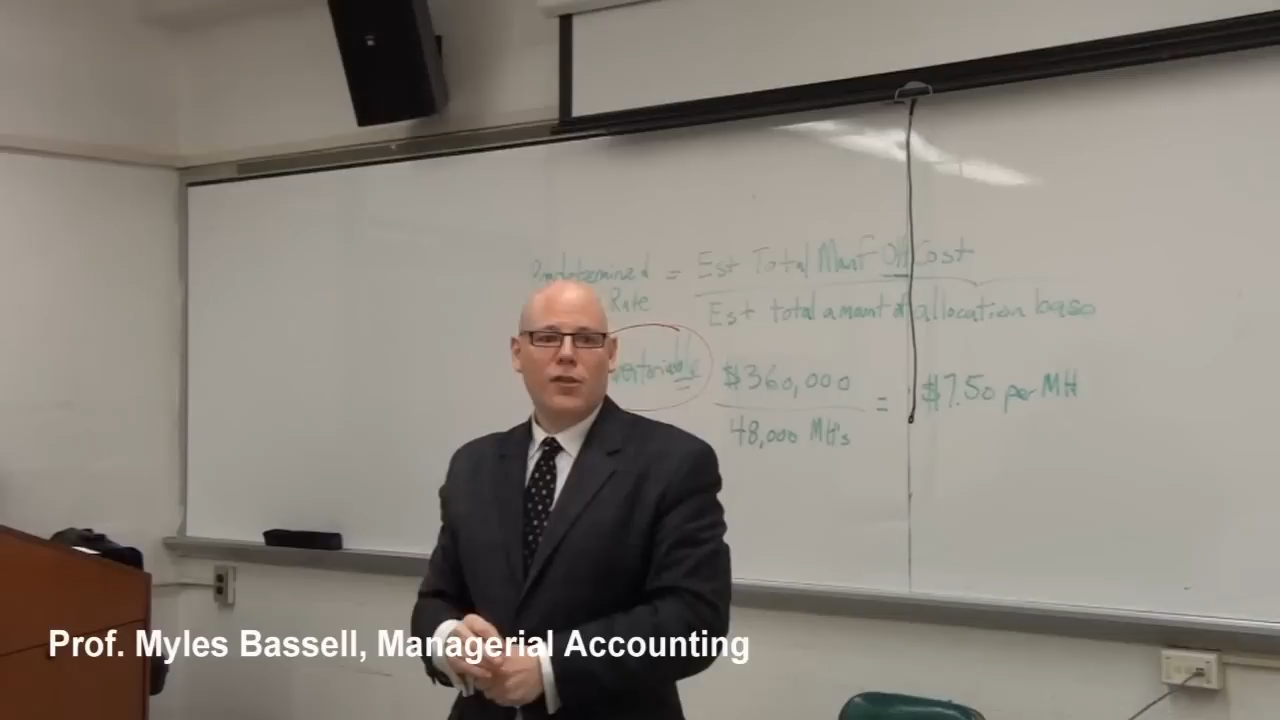 Predetermined = Est Total Manf OH Cost
Rate Est total amount of allocation base
$360,000 = $7.50 per MH
48,000 MH's
Prof. Myles Bassell, Managerial Accounting